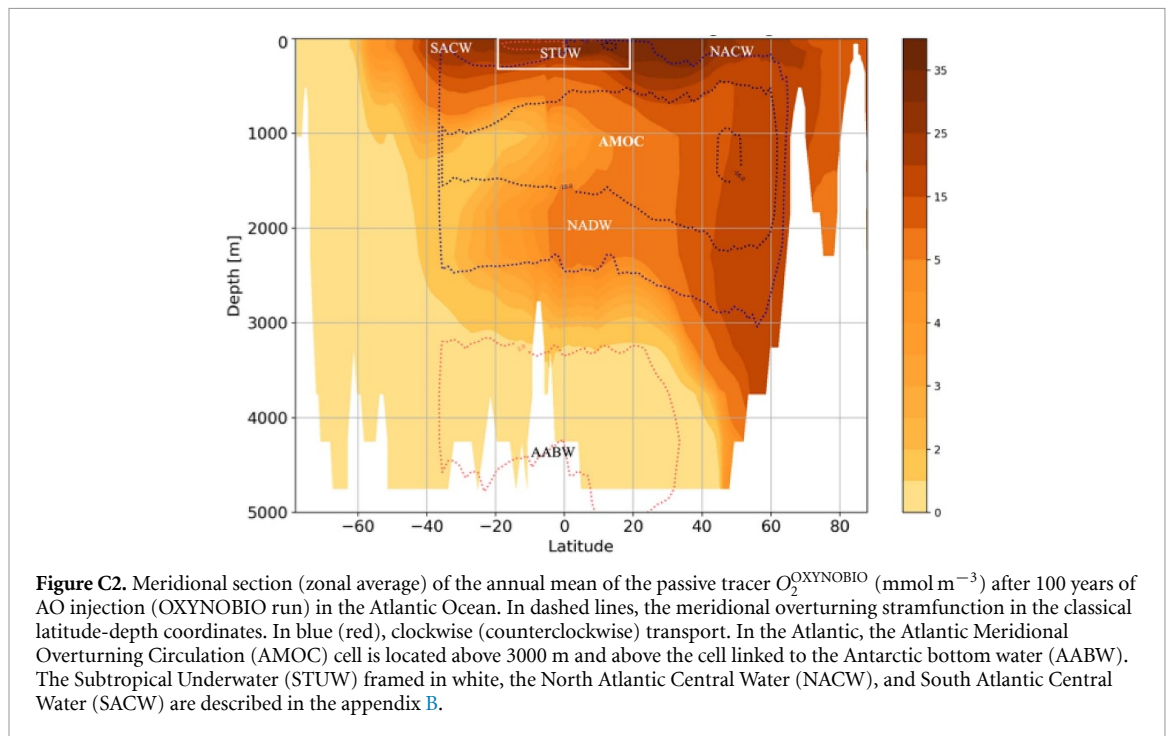 0
1000
2000
3000
4000
5000
Depth [m]
SACW
STUW
NACW
AMOC
NADW
AABW
−60
−40
−20
0
20
40
60
80
Latitude
35
25
15
5
4
3
2
0
Figure C2. Meridional section (zonal average) of the annual mean of the passive tracer O₂^OXYNOBIO (mmol m⁻³) after 100 years of
AO injection (OXYNOBIO run) in the Atlantic Ocean. In dashed lines, the meridional overturning stramfunction in the classical
latitude-depth coordinates. In blue (red), clockwise (counterclockwise) transport. In the Atlantic, the Atlantic Meridional
Overturning Circulation (AMOC) cell is located above 3000 m and above the cell linked to the Antarctic bottom water (AABW).
The Subtropical Underwater (STUW) framed in white, the North Atlantic Central Water (NACW), and South Atlantic Central
Water (SACW) are described in the appendix B.